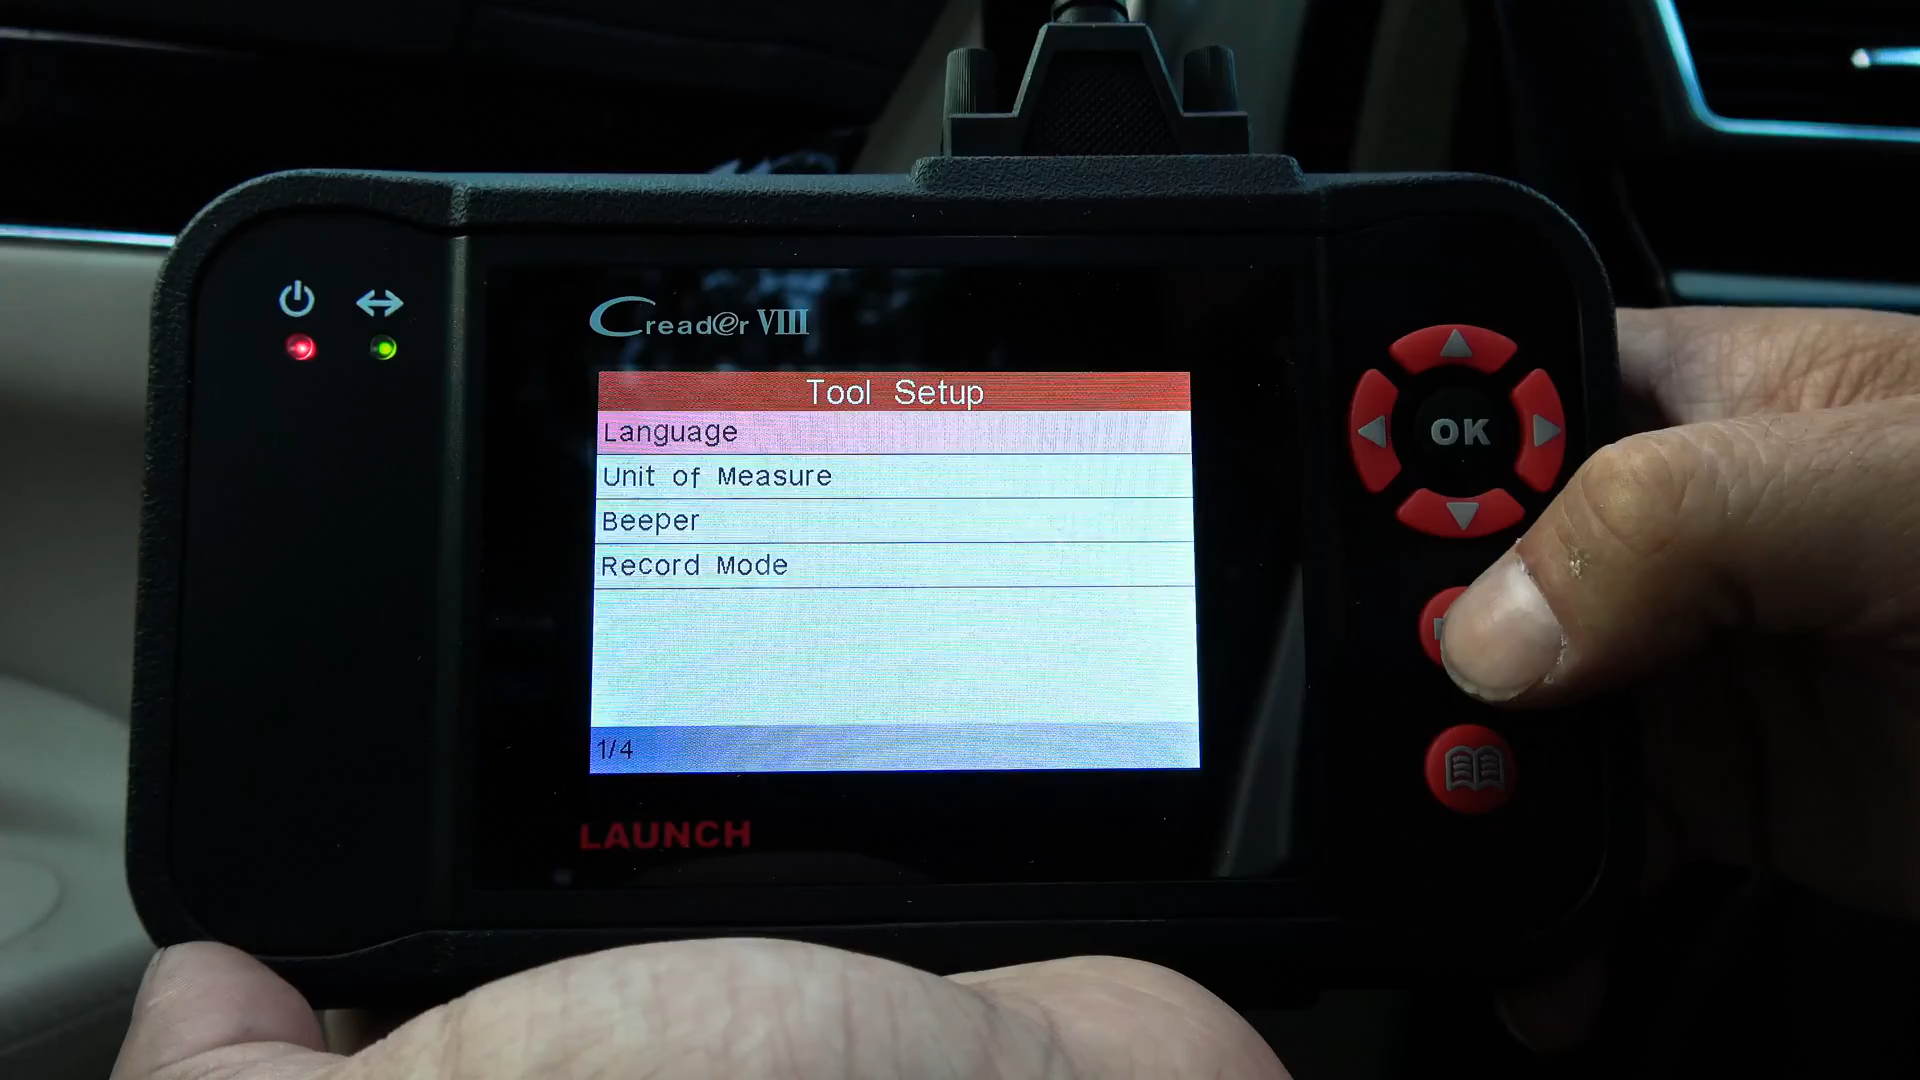 Creader VIII
Tool Setup
Language
Unit of Measure
Beeper
Record Mode
1/4
OK
LAUNCH